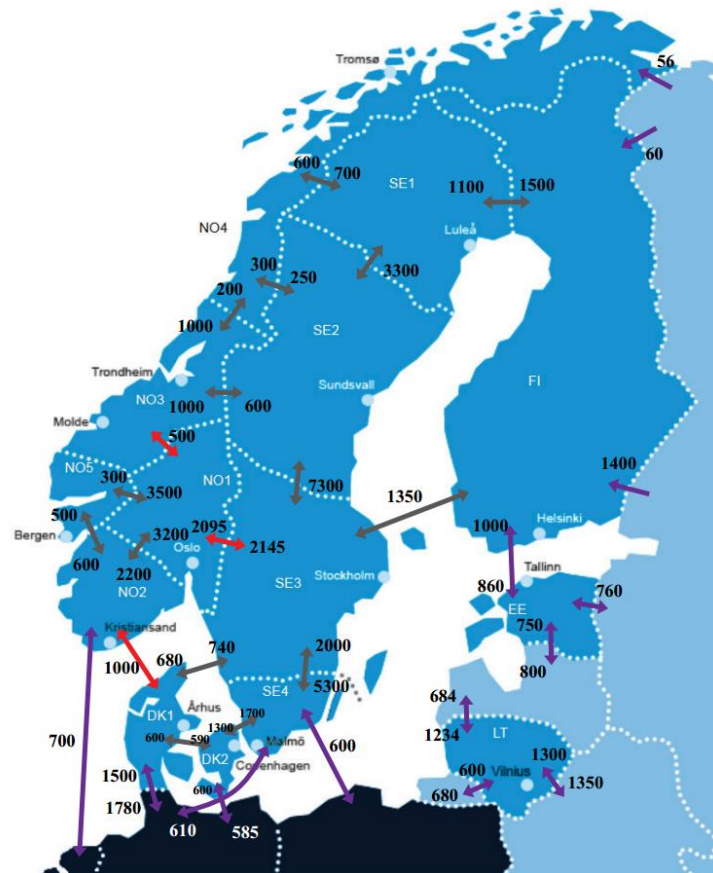 Tromsø
56
60
600
700
SE1
1100
1500
NO4
Luleå
300
250
3300
200
1000
SE2
Trondheim
NO3
1000
600
Sundsvall
FI
Molde
500
NO5
300
3500
NO1
7300
1350
1400
500
Bergen
600
3200
2200
NO2
2095
Oslo
2145
SE3
Stockholm
1000
Helsinki
Tallinn
860
EE
760
750
800
Kristiansand
1000
680
740
2000
5300
SE4
684
1234
LT
DK1
Århus
600
590
1300
1700
DK2
Malmö
Copenhagen
700
600
1300
600
Vilnius
1350
680
1500
1780
600
610
585